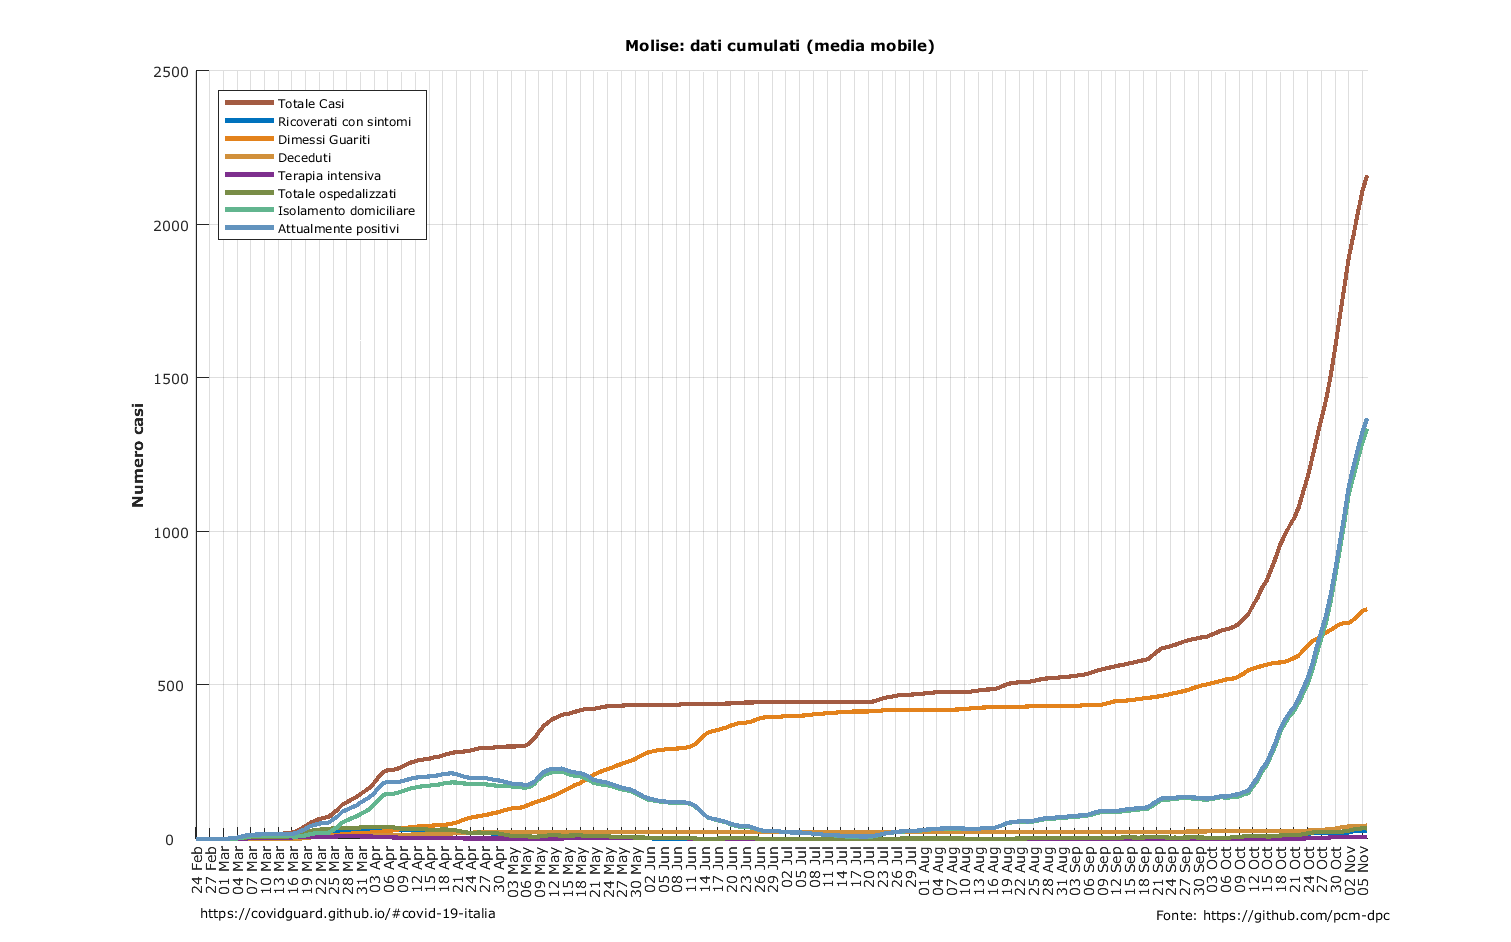 Molise: dati cumulati (media mobile)
2500
2000
1500
1000
500
0
Numero casi
Totale Casi
Ricoverati con sintomi
Dimessi Guariti
Deceduti
Terapia intensiva
Totale ospedalizzati
Isolamento domiciliare
Attualmente positivi
24 Feb
27 Feb
01 Mar
04 Mar
07 Mar
10 Mar
13 Mar
16 Mar
19 Mar
22 Mar
25 Mar
28 Mar
31 Mar
03 Apr
06 Apr
09 Apr
12 Apr
15 Apr
18 Apr
21 Apr
24 Apr
27 Apr
30 Apr
03 May
06 May
09 May
12 May
15 May
18 May
21 May
24 May
27 May
30 May
02 Jun
05 Jun
08 Jun
11 Jun
14 Jun
17 Jun
20 Jun
23 Jun
26 Jun
29 Jun
02 Jul
05 Jul
08 Jul
11 Jul
14 Jul
17 Jul
20 Jul
23 Jul
26 Jul
29 Jul
01 Aug
04 Aug
07 Aug
10 Aug
13 Aug
16 Aug
19 Aug
22 Aug
25 Aug
28 Aug
31 Aug
03 Sep
06 Sep
09 Sep
12 Sep
15 Sep
18 Sep
21 Sep
24 Sep
27 Sep
30 Sep
03 Oct
06 Oct
09 Oct
12 Oct
15 Oct
18 Oct
21 Oct
24 Oct
27 Oct
30 Oct
02 Nov
05 Nov
https://covidguard.github.io/#covid-19-italia
Fonte: https://github.com/pcm-dpc